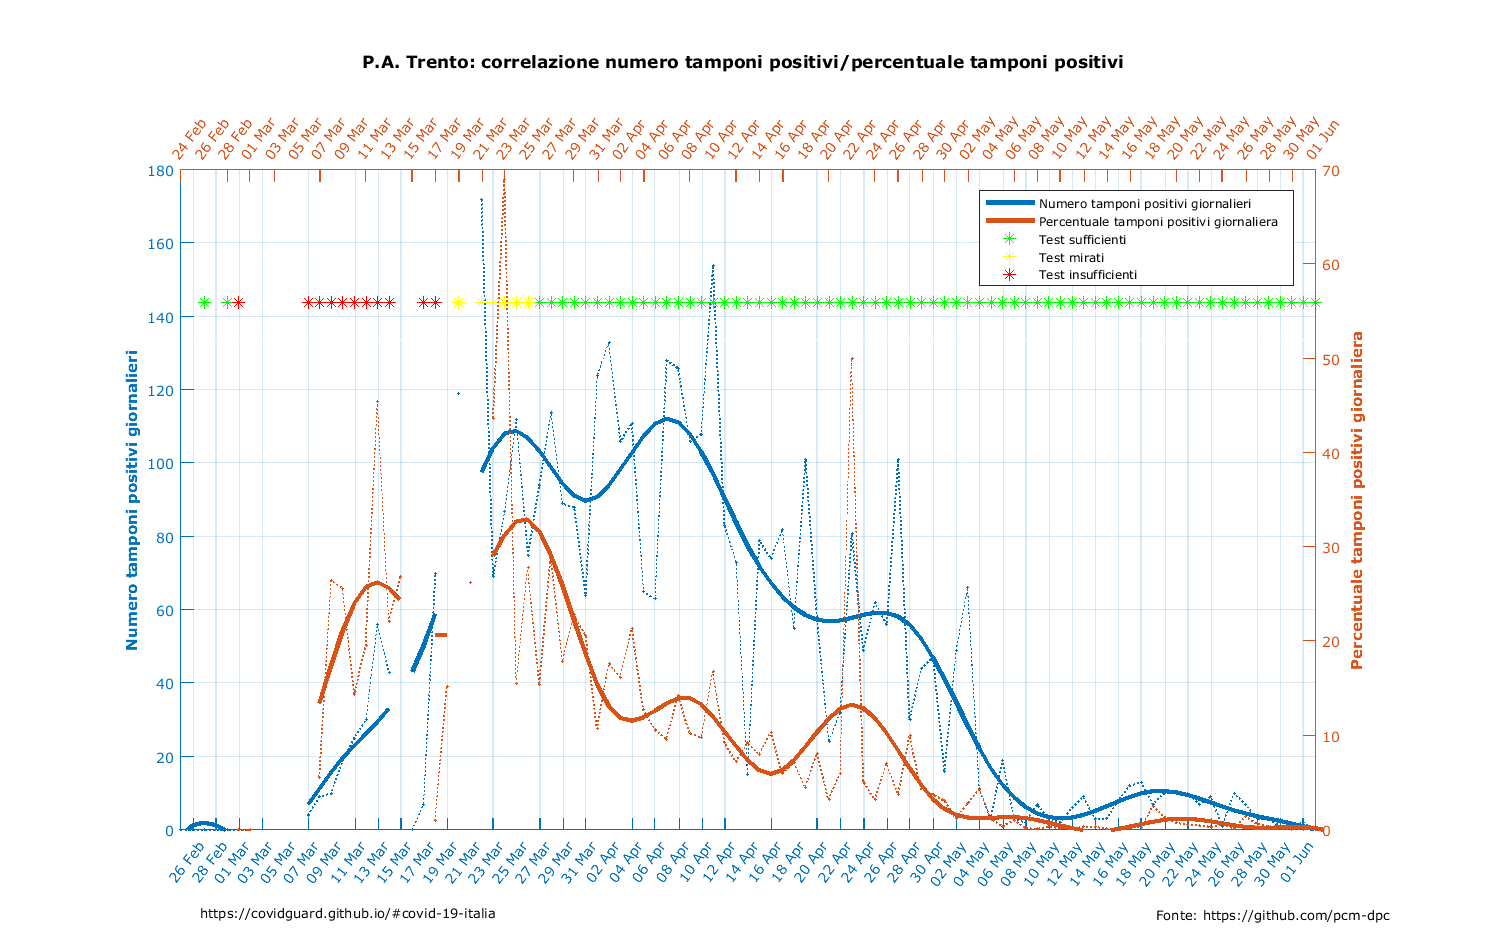 P.A. Trento: correlazione numero tamponi positivi/percentuale tamponi positivi
24 Feb 26 Feb 28 Feb 01 Mar 03 Mar 05 Mar 07 Mar 09 Mar 11 Mar 13 Mar 15 Mar 17 Mar 19 Mar 21 Mar 23 Mar 25 Mar 27 Mar 29 Mar 31 Mar 02 Apr 04 Apr 06 Apr 08 Apr 10 Apr 12 Apr 14 Apr 16 Apr 18 Apr 20 Apr 22 Apr 24 Apr 26 Apr 28 Apr 30 Apr 02 May 04 May 06 May 08 May 10 May 12 May 14 May 16 May 18 May 20 May 22 May 24 May 26 May 28 May 30 May 01 Jun
Numero tamponi positivi giornalieri
180
160
140
120
100
80
60
40
20
0
Numero tamponi positivi giornalieri
Percentuale tamponi positivi giornaliera
Test sufficienti
Test mirati
Test insufficienti
70
60
50
40
30
20
10
0
Percentuale tamponi positivi giornaliera
26 Feb 28 Feb 01 Mar 03 Mar 05 Mar 07 Mar 09 Mar 11 Mar 13 Mar 15 Mar 17 Mar 19 Mar 21 Mar 23 Mar 25 Mar 27 Mar 29 Mar 31 Mar 02 Apr 04 Apr 06 Apr 08 Apr 10 Apr 12 Apr 14 Apr 16 Apr 18 Apr 20 Apr 22 Apr 24 Apr 26 Apr 28 Apr 30 Apr 02 May 04 May 06 May 08 May 10 May 12 May 14 May 16 May 18 May 20 May 22 May 24 May 26 May 28 May 30 May 01 Jun
https://covidguard.github.io/#covid-19-italia
Fonte: https://github.com/pcm-dpc